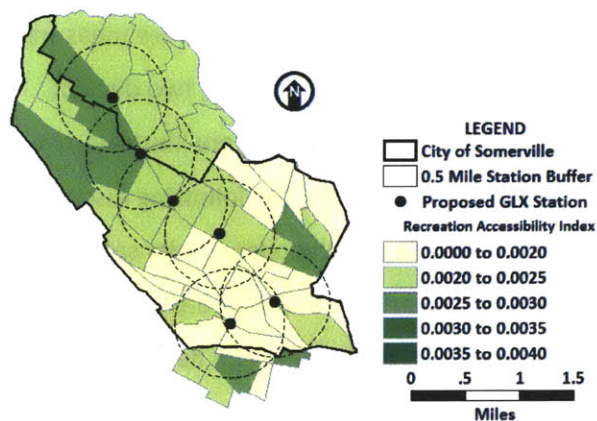 N
LEGEND
City of Somerville
0.5 Mile Station Buffer
Proposed GLX Station
Recreation Accessibility Index
0.0000 to 0.0020
0.0020 to 0.0025
0.0025 to 0.0030
0.0030 to 0.0035
0.0035 to 0.0040
0 .5 1 1.5
Miles